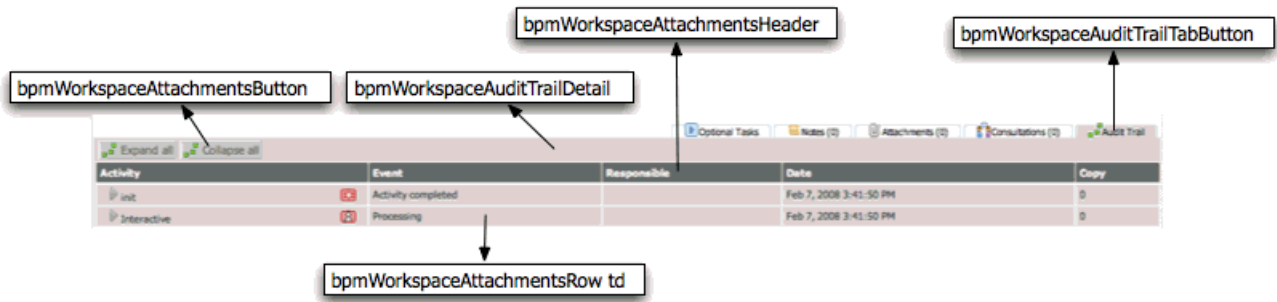 bpmWorkspaceAttachmentsHeader
bpmWorkspaceAuditTrailTabButton
bpmWorkspaceAttachmentsButton
bpmWorkspaceAuditTrailDetail
Optional Tasks Notes (0) Attachments (0) Consultations (0) Audit Trail
Expand all Collapse all
Activity Event Responsible Date Copy
init Activity completed Feb 7, 2008 3:41:50 PM 0
Interactive Processing Feb 7, 2008 3:41:50 PM 0
bpmWorkspaceAttachmentsRow td